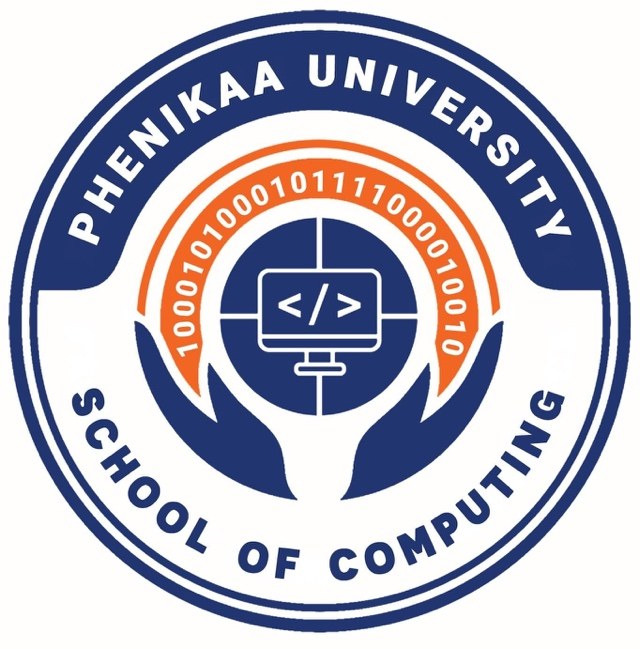 PHENIKAA UNIVERSITY
1000101000101111000010010
</>
SCHOOL OF COMPUTING